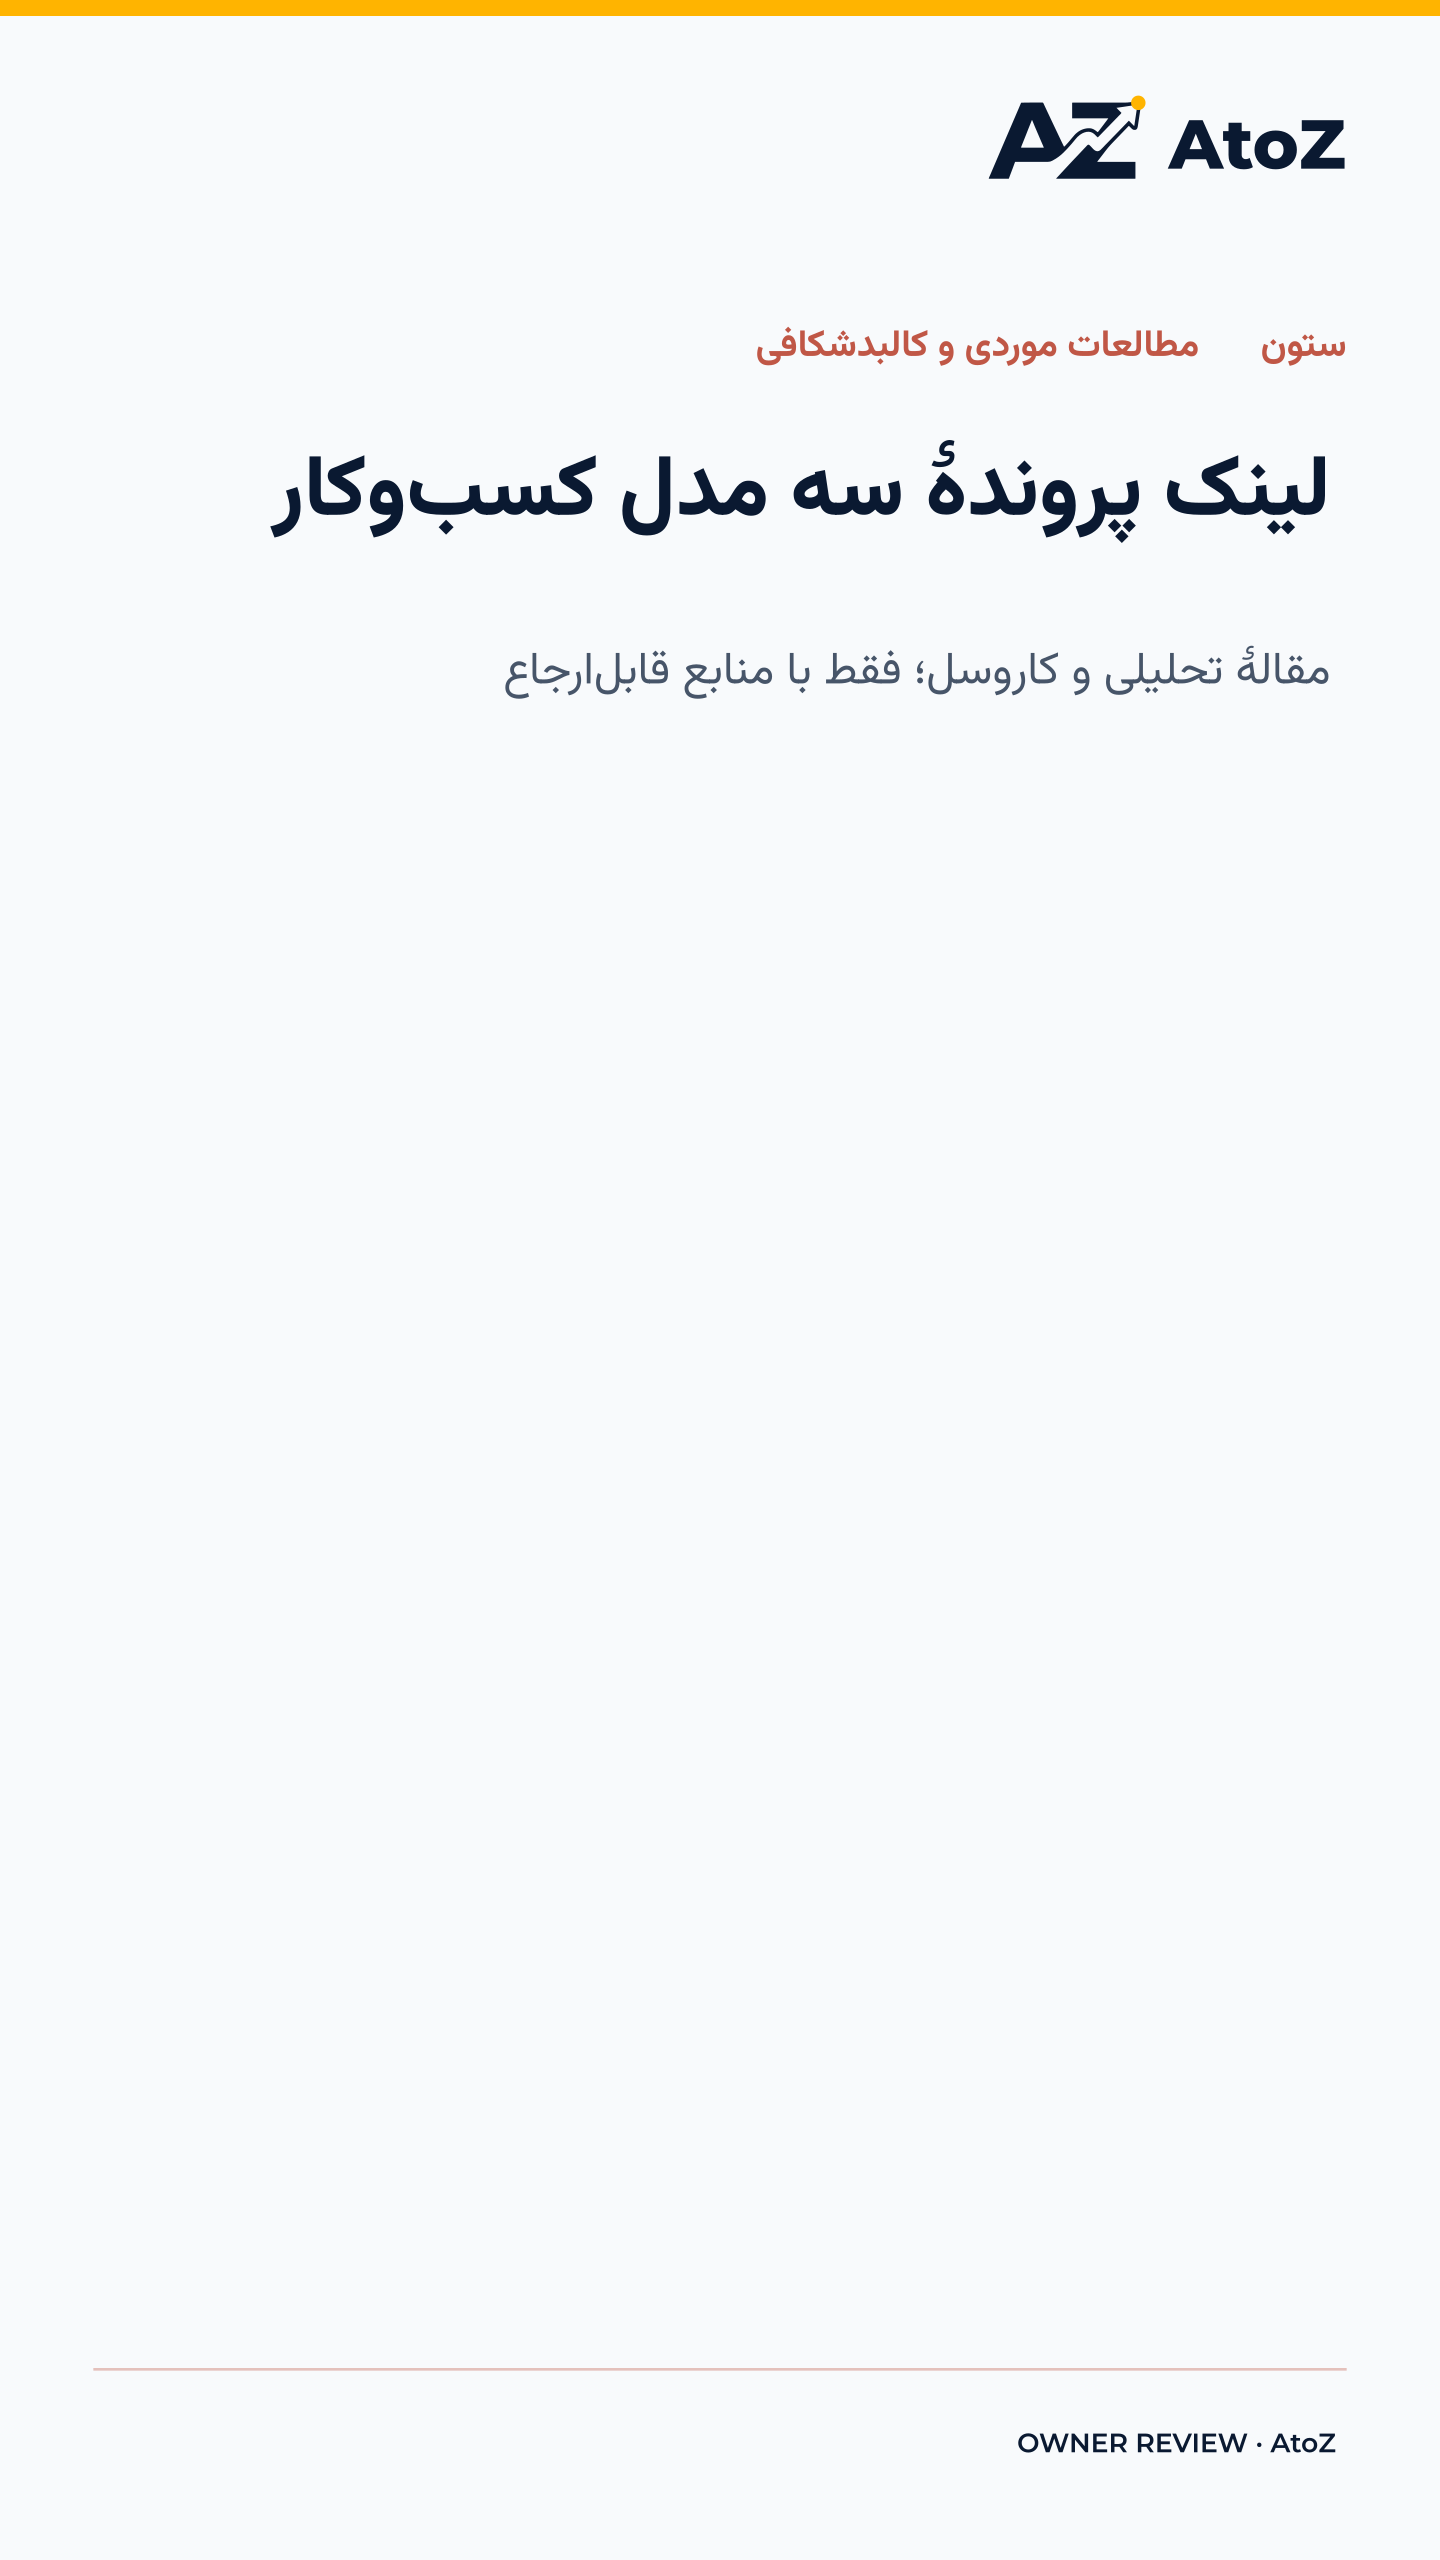 AZ AtoZ
ستون مطالعات موردی و کالبدشکافی
لینک پروندهٔ سه مدل کسب‌وکار
مقالهٔ تحلیلی و کاروسل؛ فقط با منابع قابل‌ارجاع
OWNER REVIEW · AtoZ